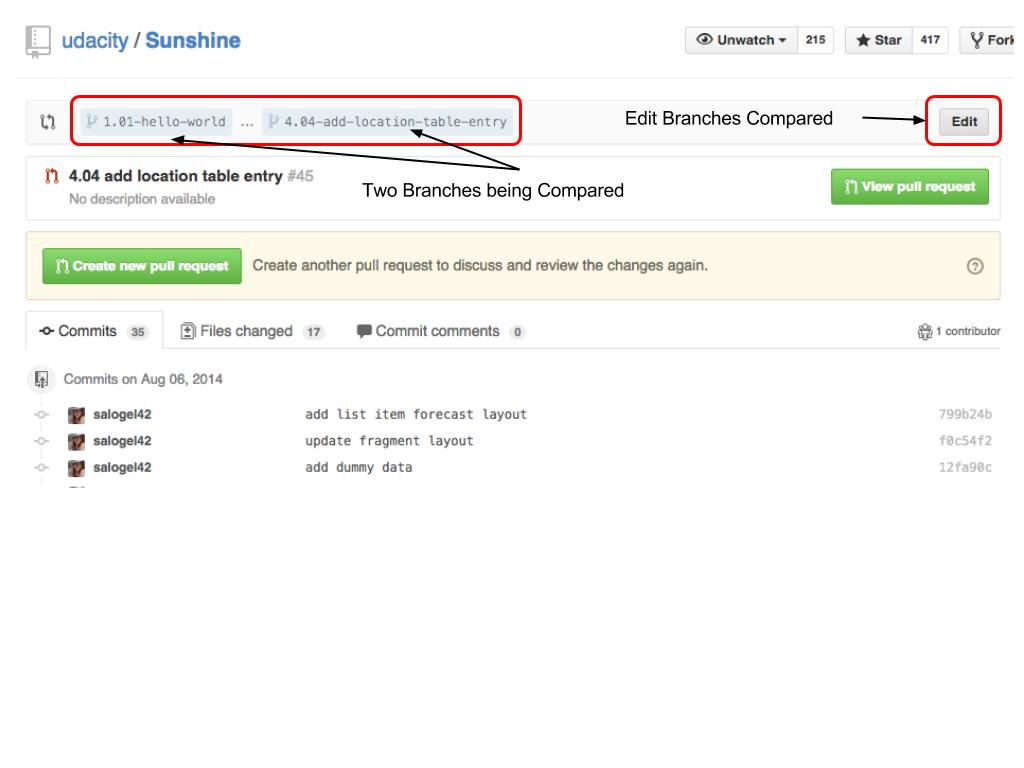 udacity / Sunshine
Unwatch 215 Star 417 Fork
1.01-hello-world ... 4.04-add-location-table-entry Edit Branches Compared Edit
4.04 add location table entry #45
No description available
Two Branches being Compared
View pull request
Create new pull request Create another pull request to discuss and review the changes again. ?
Commits 35 Files changed 17 Commit comments 0 1 contributor
Commits on Aug 06, 2014
salogel42 add list item forecast layout 799b24b
salogel42 update fragment layout f0c54f2
salogel42 add dummy data 12fa90c